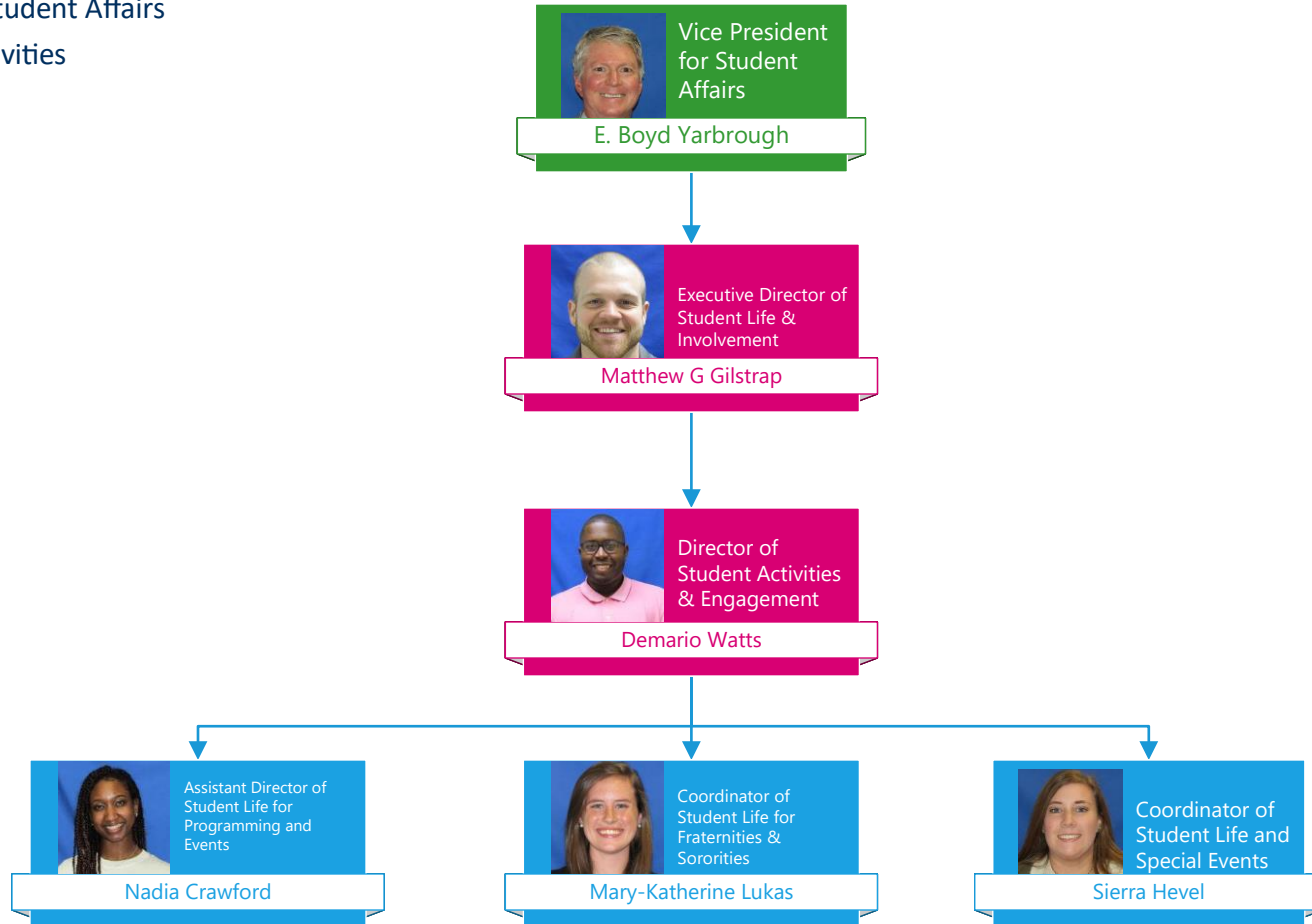 tudent Affairs
vities
Vice President
for Student
Affairs
E. Boyd Yarbrough
Executive Director of
Student Life &
Involvement
Matthew G Gilstrap
Director of
Student Activities
& Engagement
Demario Watts
Assistant Director of
Student Life for
Programming and
Events
Nadia Crawford
Coordinator of
Student Life for
Fraternities &
Sororities
Mary-Katherine Lukas
Coordinator of
Student Life and
Special Events
Sierra Hevel